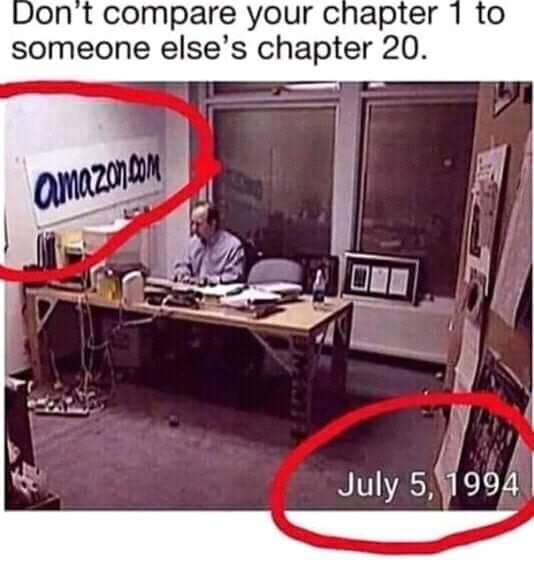 Don't compare your chapter 1 to
someone else's chapter 20.
amazon.com
July 5, 1994